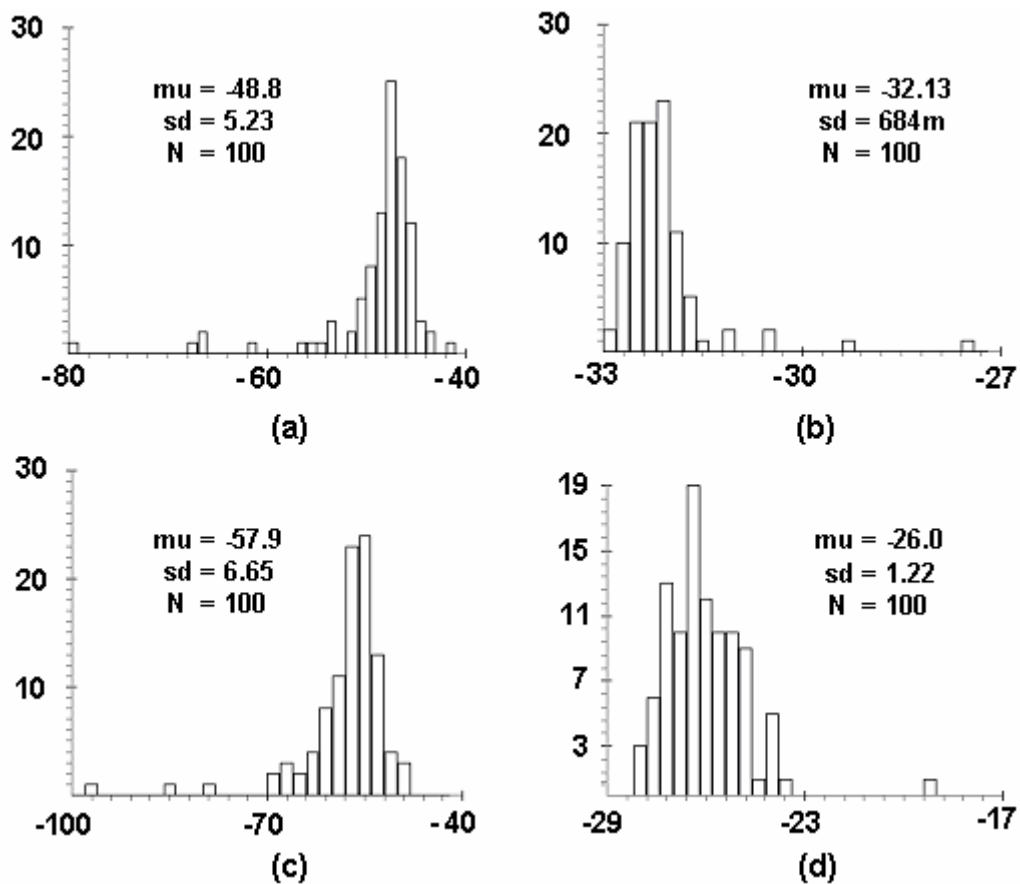 30
20
10
mu = -48.8
sd = 5.23
N = 100
-80
-60
-40
(a)
30
20
10
mu = -32.13
sd = 684m
N = 100
-33
-30
-27
(b)
30
20
10
mu = -57.9
sd = 6.65
N = 100
-100
-70
-40
(c)
19
15
11
7
3
mu = -26.0
sd = 1.22
N = 100
-29
-23
-17
(d)